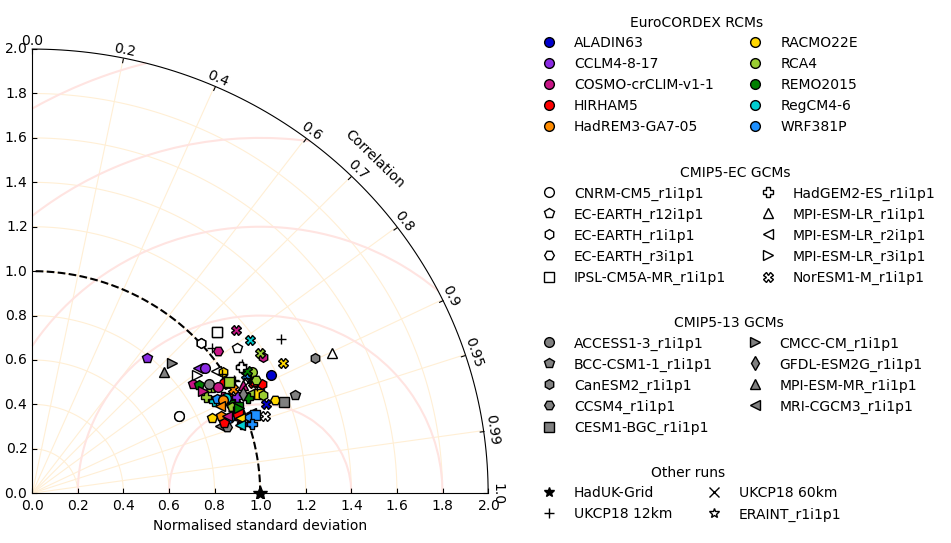 EuroCORDEX RCMs
ALADIN63
RACMO22E
CCLM4-8-17
RCA4
COSMO-crCLIM-v1-1
REMO2015
HIRHAM5
RegCM4-6
HadREM3-GA7-05
WRF381P
CMIP5-EC GCMs
CNRM-CM5_r1i1p1
HadGEM2-ES_r1i1p1
EC-EARTH_r12i1p1
MPI-ESM-LR_r1i1p1
EC-EARTH_r1i1p1
MPI-ESM-LR_r2i1p1
EC-EARTH_r3i1p1
MPI-ESM-LR_r3i1p1
IPSL-CM5A-MR_r1i1p1
NorESM1-M_r1i1p1
CMIP5-13 GCMs
ACCESS1-3_r1i1p1
CMCC-CM_r1i1p1
BCC-CSM1-1_r1i1p1
GFDL-ESM2G_r1i1p1
CanESM2_r1i1p1
MPI-ESM-MR_r1i1p1
CCSM4_r1i1p1
MRI-CGCM3_r1i1p1
CESM1-BGC_r1i1p1
Other runs
HadUK-Grid
UKCP18 60km
UKCP18 12km
ERAINT_r1i1p1
0.0
0.2
0.4
0.6
Correlation
0.7
0.8
0.9
0.95
0.99
1.0
2.0
1.8
1.6
1.4
1.2
1.0
0.8
0.6
0.4
0.2
0.0
0.0 0.2 0.4 0.6 0.8 1.0 1.2 1.4 1.6 1.8 2.0
Normalised standard deviation